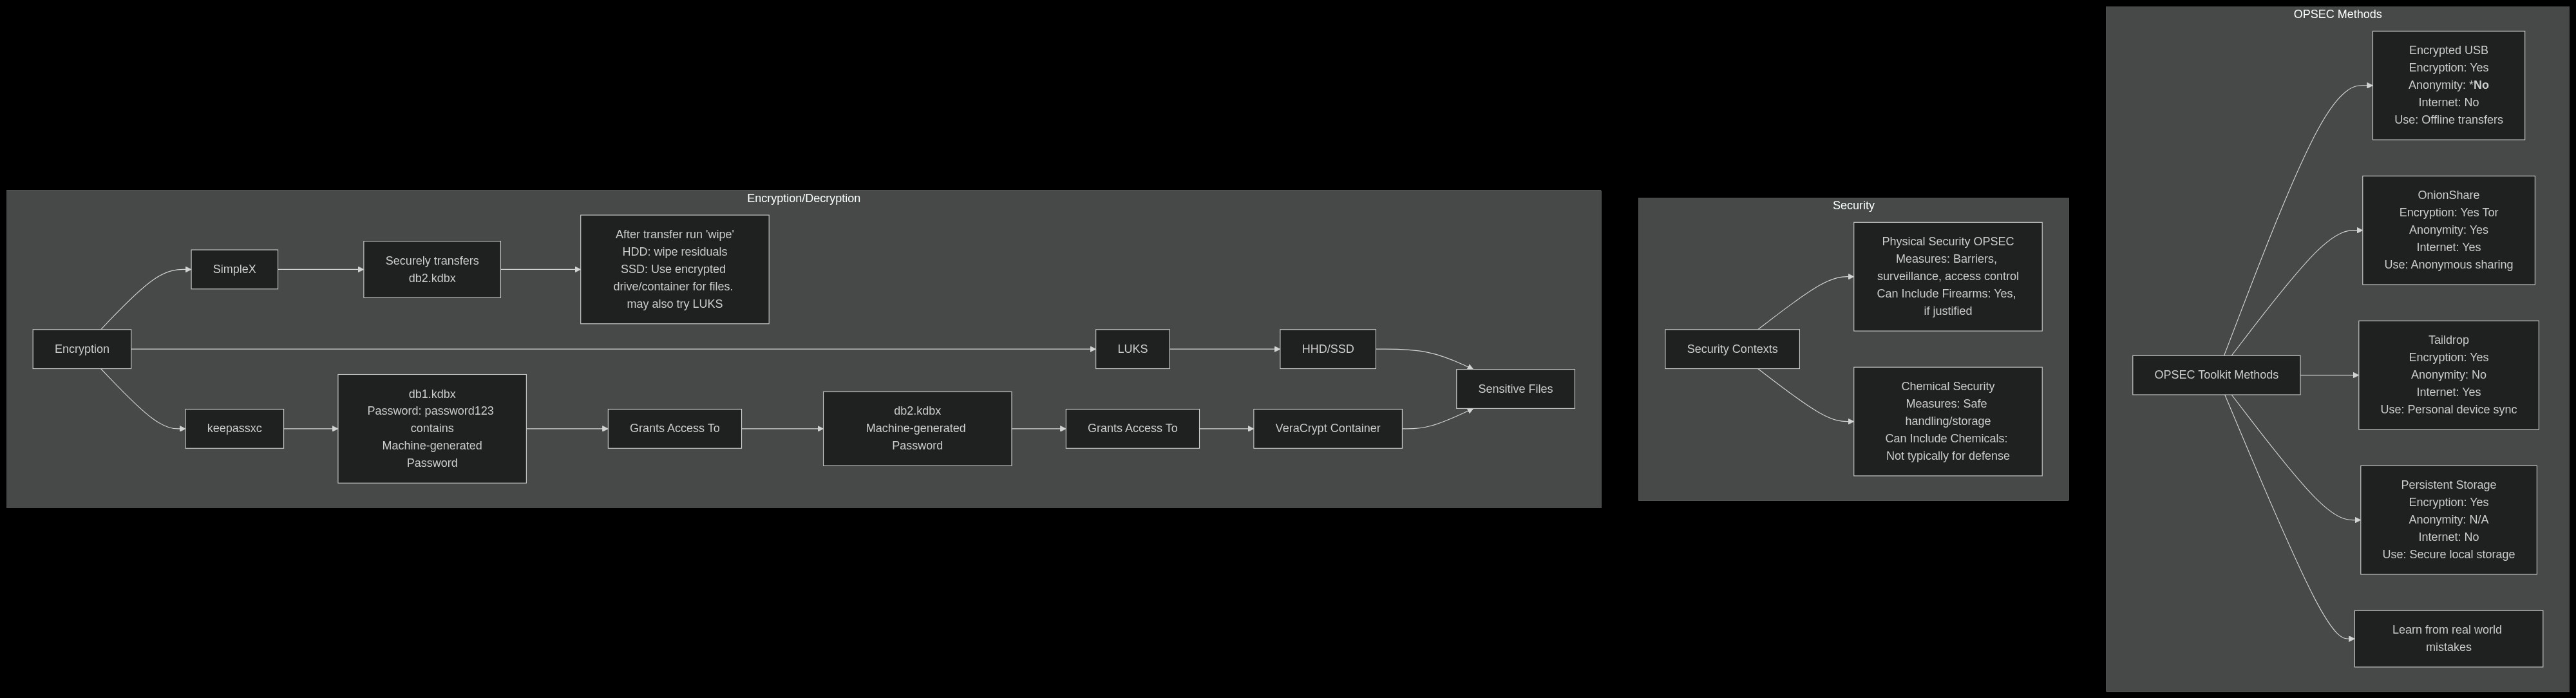 Encryption/Decryption
Encryption
SimpleX
Securely transfers
db2.kdbx
After transfer run 'wipe'
HDD: wipe residuals
SSD: Use encrypted
drive/container for files.
may also try LUKS
LUKS
HHD/SSD
Sensitive Files
keepassxc
db1.kdbx
Password: password123
contains
Machine-generated
Password
Grants Access To
db2.kdbx
Machine-generated
Password
Grants Access To
VeraCrypt Container
Security
Security Contexts
Physical Security OPSEC
Measures: Barriers,
surveillance, access control
Can Include Firearms: Yes,
if justified
Chemical Security
Measures: Safe
handling/storage
Can Include Chemicals:
Not typically for defense
OPSEC Methods
OPSEC Toolkit Methods
Encrypted USB
Encryption: Yes
Anonymity: *No
Internet: No
Use: Offline transfers
OnionShare
Encryption: Yes Tor
Anonymity: Yes
Internet: Yes
Use: Anonymous sharing
Taildrop
Encryption: Yes
Anonymity: No
Internet: Yes
Use: Personal device sync
Persistent Storage
Encryption: Yes
Anonymity: N/A
Internet: No
Use: Secure local storage
Learn from real world
mistakes